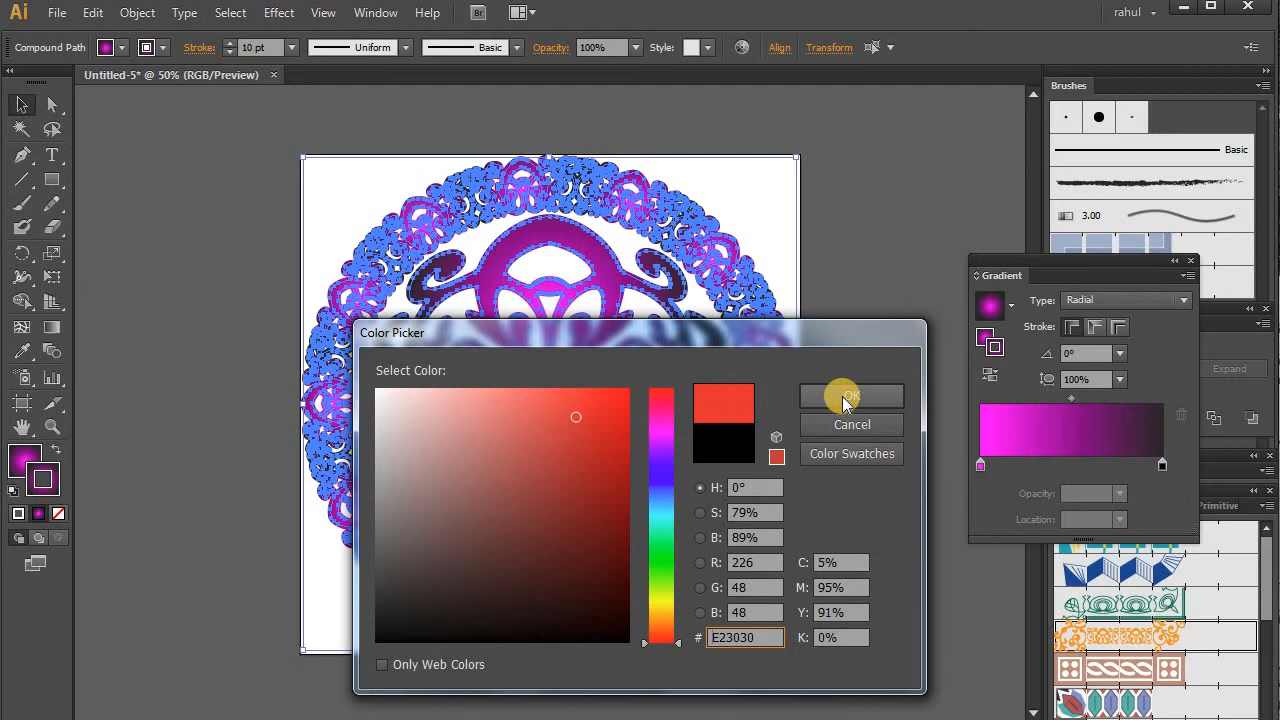 Ai File Edit Object Type Select Effect View Window Help Br rahul
Compound Path Stroke: 10 pt Uniform Basic Opacity: 100% Style: Align Transform
Untitled-5* @ 50% (RGB/Preview)
Brushes
Basic
3.00
Gradient
Type: Radial
Stroke:
0°
100%
Opacity:
Location:
Expand
Primitive
Color Picker
Select Color:
OK
Cancel
Color Swatches
H: 0°
S: 79%
B: 89%
R: 226 C: 5%
G: 48 M: 95%
B: 48 Y: 91%
# E23030 K: 0%
Only Web Colors